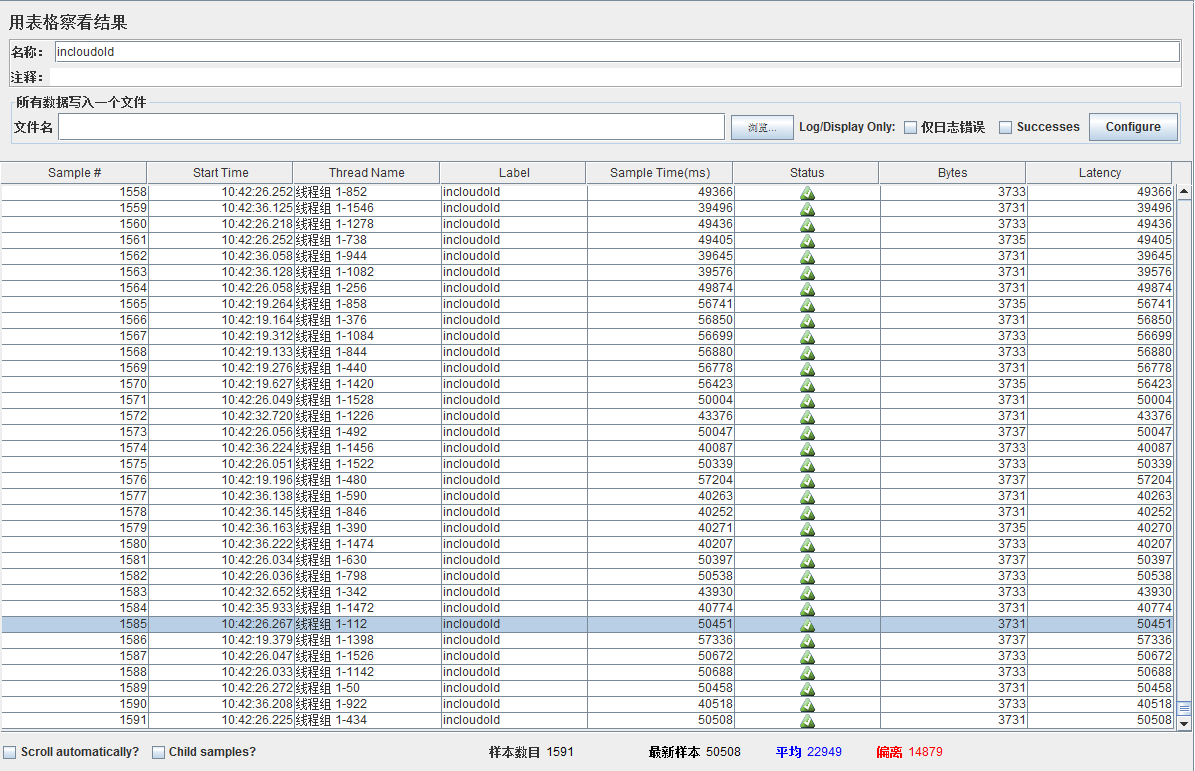 用表格察看结果
名称： incloudold
注释：
所有数据写入一个文件
文件名 浏览... Log/Display Only: 仅日志错误 Successes Configure
Sample # Start Time Thread Name Label Sample Time(ms) Status Bytes Latency
1558 10:42:26.252 线程组 1-852 incloudold 49366 3733 49366
1559 10:42:36.125 线程组 1-1546 incloudold 39496 3731 39496
1560 10:42:26.218 线程组 1-1278 incloudold 49436 3733 49436
1561 10:42:26.252 线程组 1-738 incloudold 49405 3735 49405
1562 10:42:36.058 线程组 1-944 incloudold 39645 3731 39645
1563 10:42:36.128 线程组 1-1082 incloudold 39576 3731 39576
1564 10:42:26.058 线程组 1-256 incloudold 49874 3731 49874
1565 10:42:19.264 线程组 1-858 incloudold 56741 3735 56741
1566 10:42:19.164 线程组 1-376 incloudold 56850 3731 56850
1567 10:42:19.312 线程组 1-1084 incloudold 56699 3733 56699
1568 10:42:19.133 线程组 1-844 incloudold 56880 3733 56880
1569 10:42:19.276 线程组 1-440 incloudold 56778 3731 56778
1570 10:42:19.627 线程组 1-1420 incloudold 56423 3735 56423
1571 10:42:26.049 线程组 1-1528 incloudold 50004 3733 50004
1572 10:42:32.720 线程组 1-1226 incloudold 43376 3731 43376
1573 10:42:26.056 线程组 1-492 incloudold 50047 3737 50047
1574 10:42:36.224 线程组 1-1456 incloudold 40087 3733 40087
1575 10:42:26.051 线程组 1-1522 incloudold 50339 3733 50339
1576 10:42:19.196 线程组 1-480 incloudold 57204 3737 57204
1577 10:42:36.138 线程组 1-590 incloudold 40263 3731 40263
1578 10:42:36.145 线程组 1-846 incloudold 40252 3731 40252
1579 10:42:36.163 线程组 1-390 incloudold 40271 3735 40270
1580 10:42:36.222 线程组 1-1474 incloudold 40207 3733 40207
1581 10:42:26.034 线程组 1-630 incloudold 50397 3737 50397
1582 10:42:26.036 线程组 1-798 incloudold 50538 3733 50538
1583 10:42:32.652 线程组 1-342 incloudold 43930 3733 43930
1584 10:42:35.933 线程组 1-1472 incloudold 40774 3731 40774
1585 10:42:26.267 线程组 1-112 incloudold 50451 3731 50451
1586 10:42:19.379 线程组 1-1398 incloudold 57336 3737 57336
1587 10:42:26.047 线程组 1-1526 incloudold 50672 3733 50672
1588 10:42:26.033 线程组 1-1142 incloudold 50688 3733 50688
1589 10:42:26.272 线程组 1-50 incloudold 50458 3731 50458
1590 10:42:36.208 线程组 1-922 incloudold 40518 3733 40518
1591 10:42:26.225 线程组 1-434 incloudold 50508 3731 50508
Scroll automatically? Child samples? 样本数目 1591 最新样本 50508 平均 22949 偏离 14879